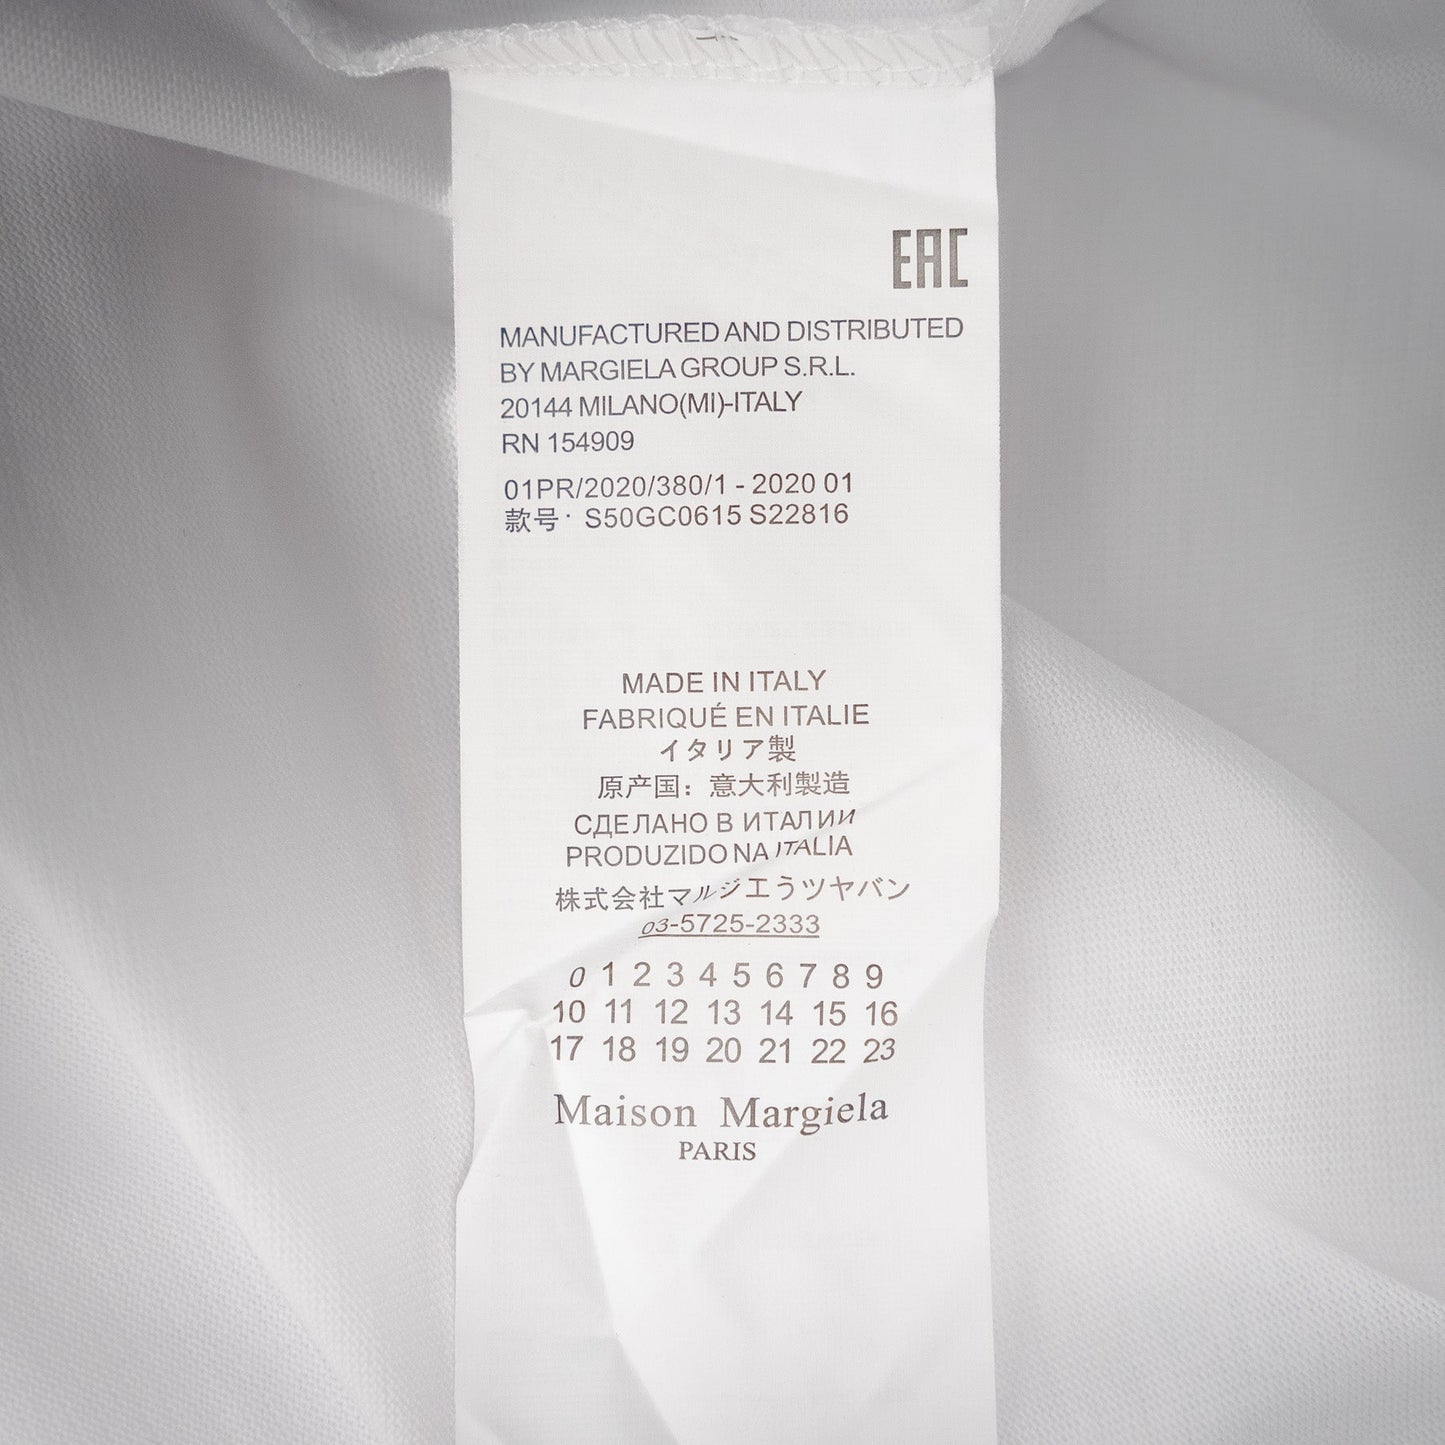 EAC
MANUFACTURED AND DISTRIBUTED
BY MARGIELA GROUP S.R.L.
20144 MILANO(MI)-ITALY
RN 154909
01PR/2020/380/1 - 2020 01
款号· S50GC0615 S22816
MADE IN ITALY
FABRIQUÉ EN ITALIE
イタリア製
原产国：意大利製造
СДЕЛАНО В ИТАЛИИ
PRODUZIDO NA ITALIA
株式会社マルジエうツヤバン
03-5725-2333
0 1 2 3 4 5 6 7 8 9
10 11 12 13 14 15 16
17 18 19 20 21 22 23
Maison Margiela
PARIS